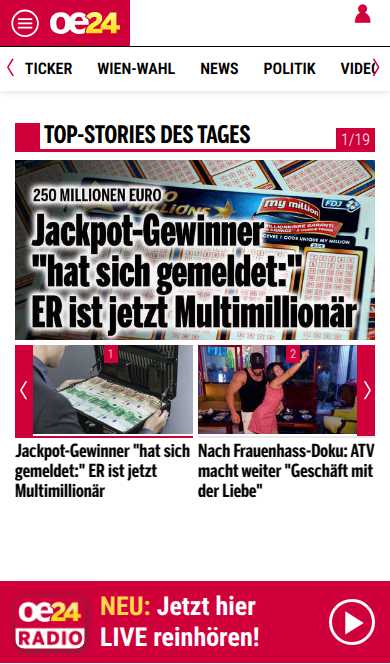 oe24
TICKER WIEN-WAHL NEWS POLITIK
TOP-STORIES DES TAGES
1/19
250 MILLIONEN EURO
my million
FDJ
Jackpot-Gewinner
"hat sich gemeldet:"
ER ist jetzt Multimillionär
1
2
Jackpot-Gewinner "hat sich
gemeldet:" ER ist jetzt
Multimillionär
Nach Frauenhass-Doku: ATV
macht weiter "Geschäft mit
der Liebe"
oe24
RADIO
NEU: Jetzt hier
LIVE reinhören!